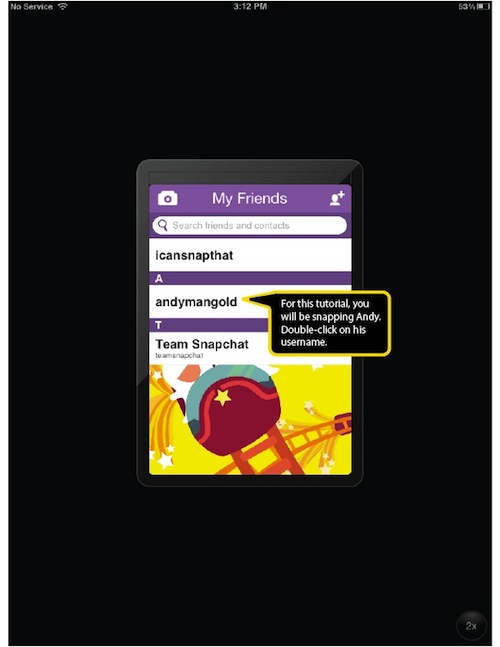 No Service 3:12 PM 53%
My Friends
Search friends and contacts
icansnapthat
A
andymangold
For this tutorial, you
will be snapping Andy.
Double-click on his
username.
T
Team Snapchat
teamsnapchat
2x